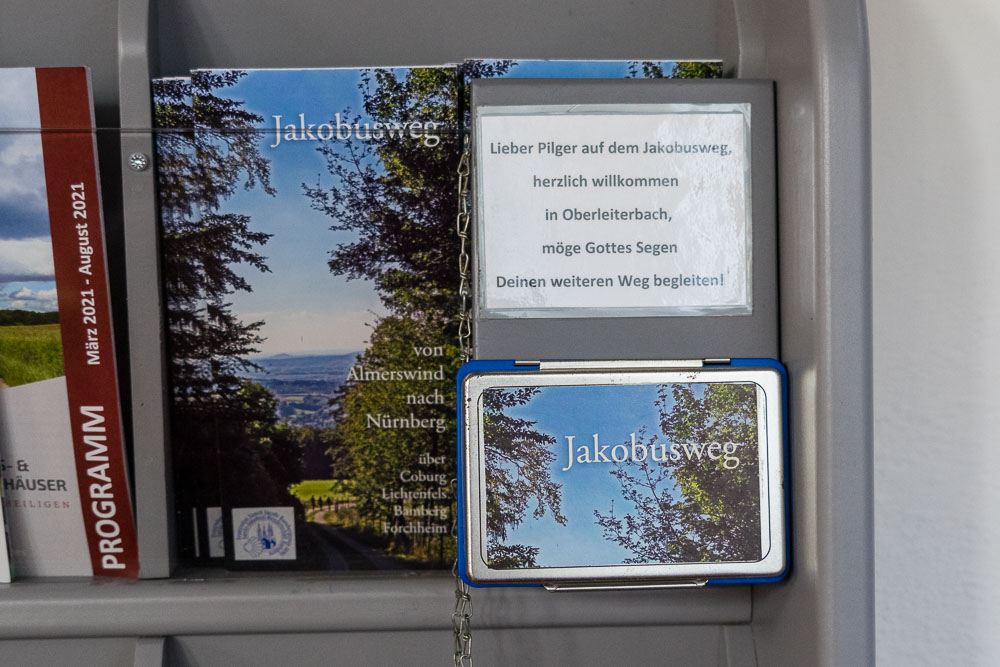 März 2021 - August 2021
PROGRAMM
- &
HÄUSER
HEILIGEN
Jakobusweg
von
Almerswind
nach
Nürnberg
über
Coburg
Lichtenfels
Bamberg
Forchheim
Lieber Pilger auf dem Jakobusweg,
herzlich willkommen
in Oberleiterbach,
möge Gottes Segen
Deinen weiteren Weg begleiten!
Jakobusweg